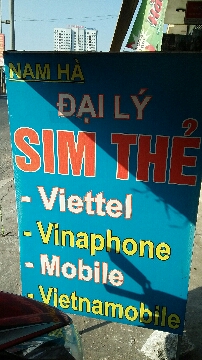 NAM HÀ
ĐẠI LÝ
SIM THẺ
- Viettel
- Vinaphone
- Mobile
- Vietnamobile